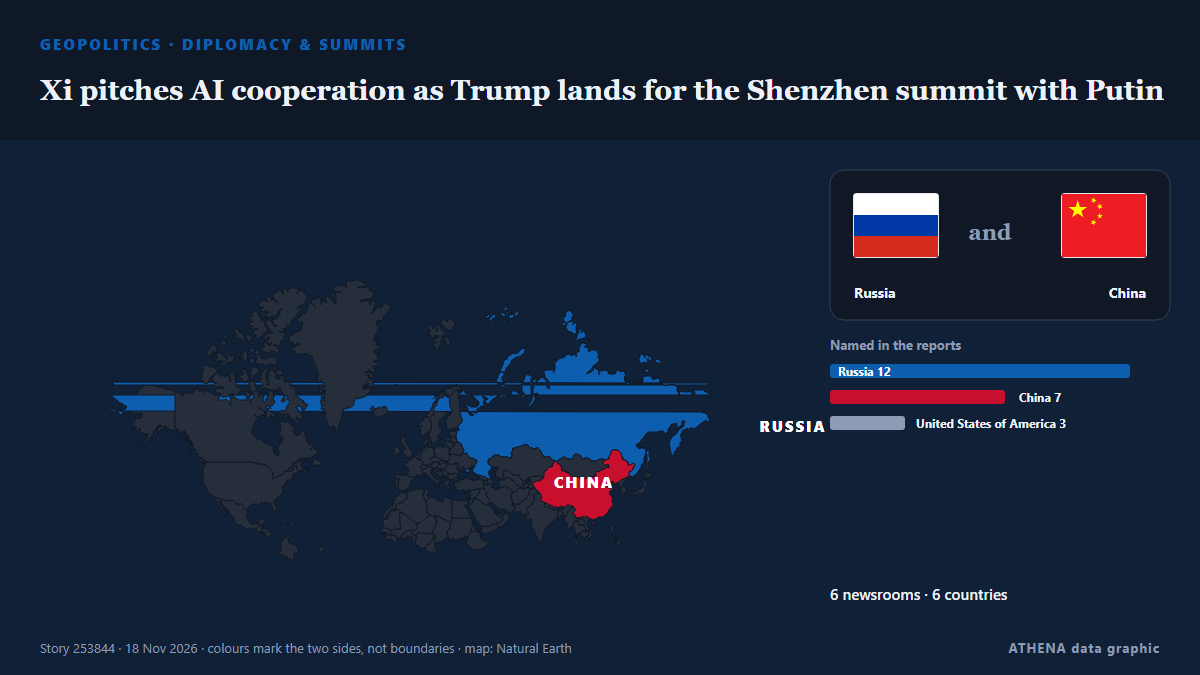 GEOPOLITICS · DIPLOMACY & SUMMITS
Xi pitches AI cooperation as Trump lands for the Shenzhen summit with Putin
and
Russia
China
Named in the reports
Russia 12
China 7
United States of America 3
RUSSIA
CHINA
6 newsrooms · 6 countries
Story 253844 · 18 Nov 2026 · colours mark the two sides, not boundaries · map: Natural Earth
ATHENA data graphic